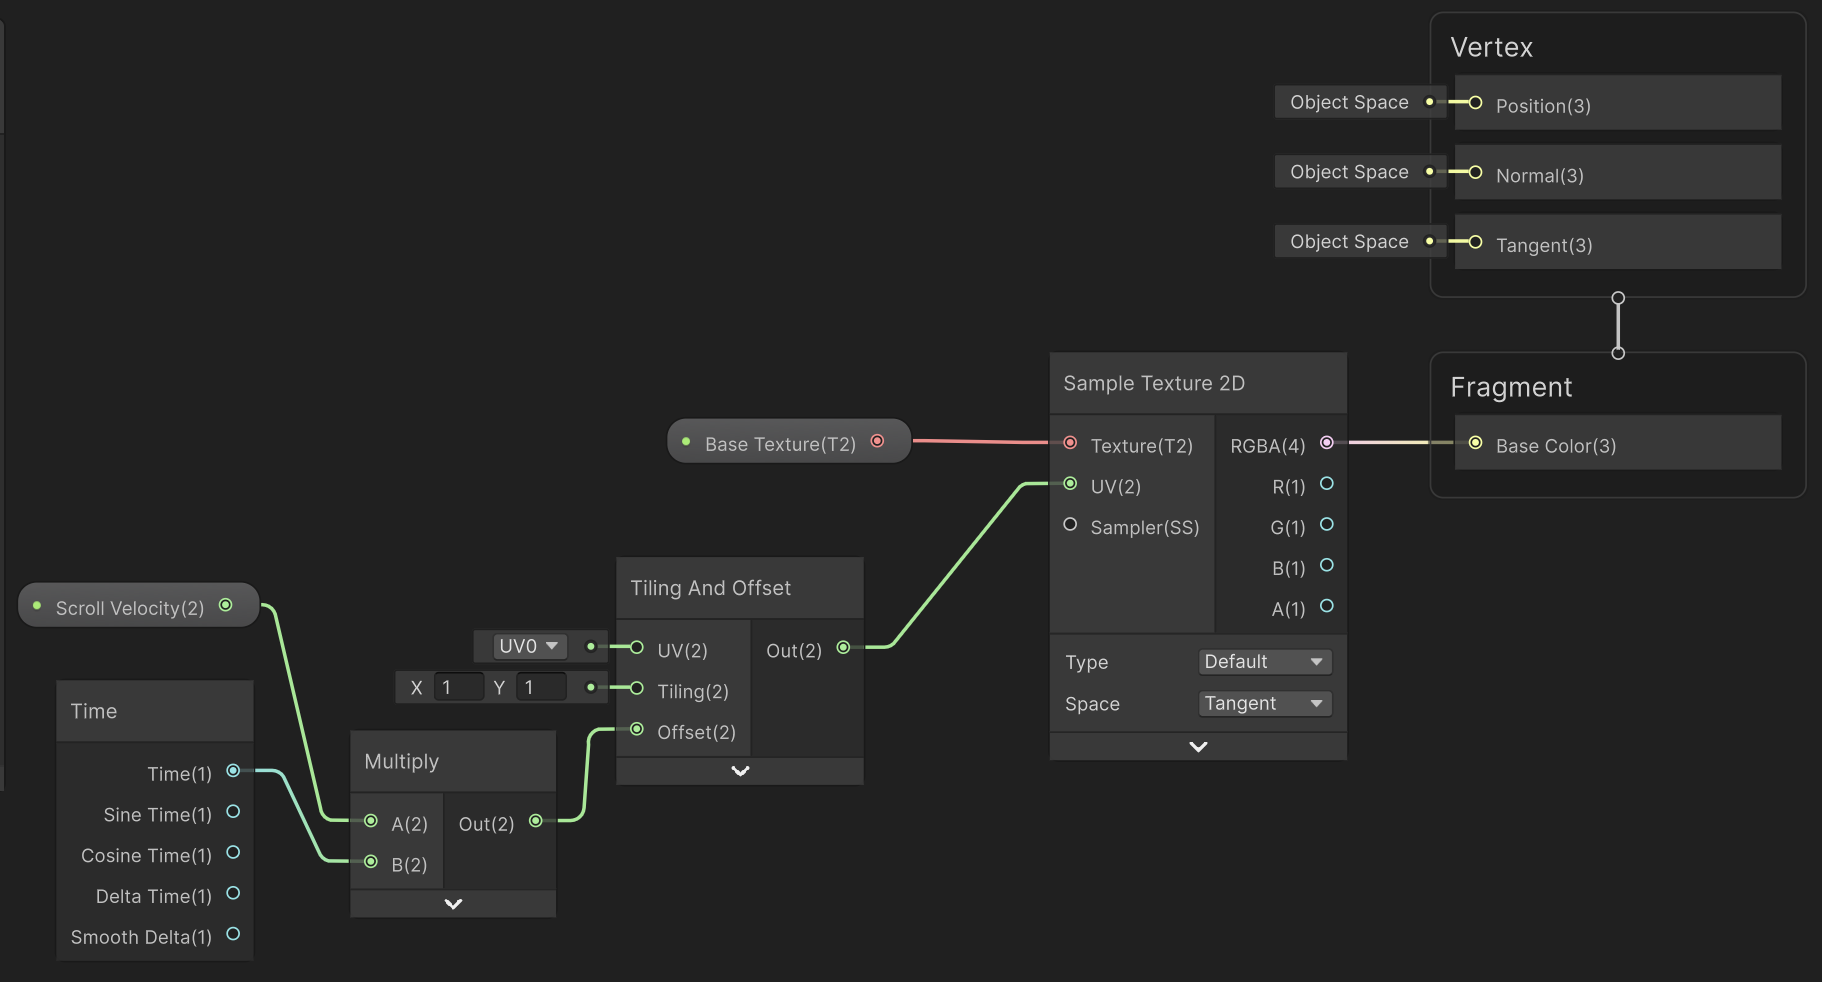 Vertex
Object Space
Position(3)
Object Space
Normal(3)
Object Space
Tangent(3)
Fragment
Base Color(3)
Sample Texture 2D
Texture(T2)
RGBA(4)
UV(2)
R(1)
Sampler(SS)
G(1)
B(1)
A(1)
Type
Default
Space
Tangent
Base Texture(T2)
Tiling And Offset
UV0
UV(2)
Out(2)
X 1 Y 1
Tiling(2)
Offset(2)
Scroll Velocity(2)
Time
Time(1)
Sine Time(1)
Cosine Time(1)
Delta Time(1)
Smooth Delta(1)
Multiply
A(2)
Out(2)
B(2)